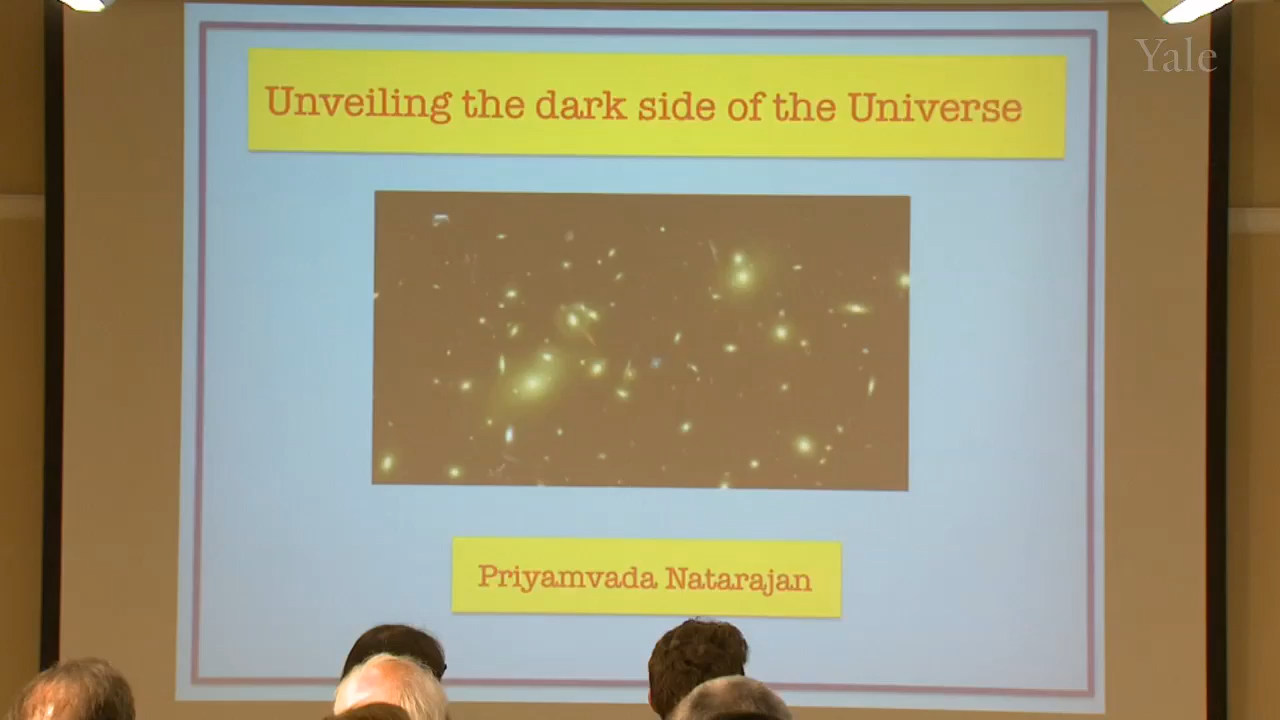 Yale
Unveiling the dark side of the Universe
Priyamvada Natarajan